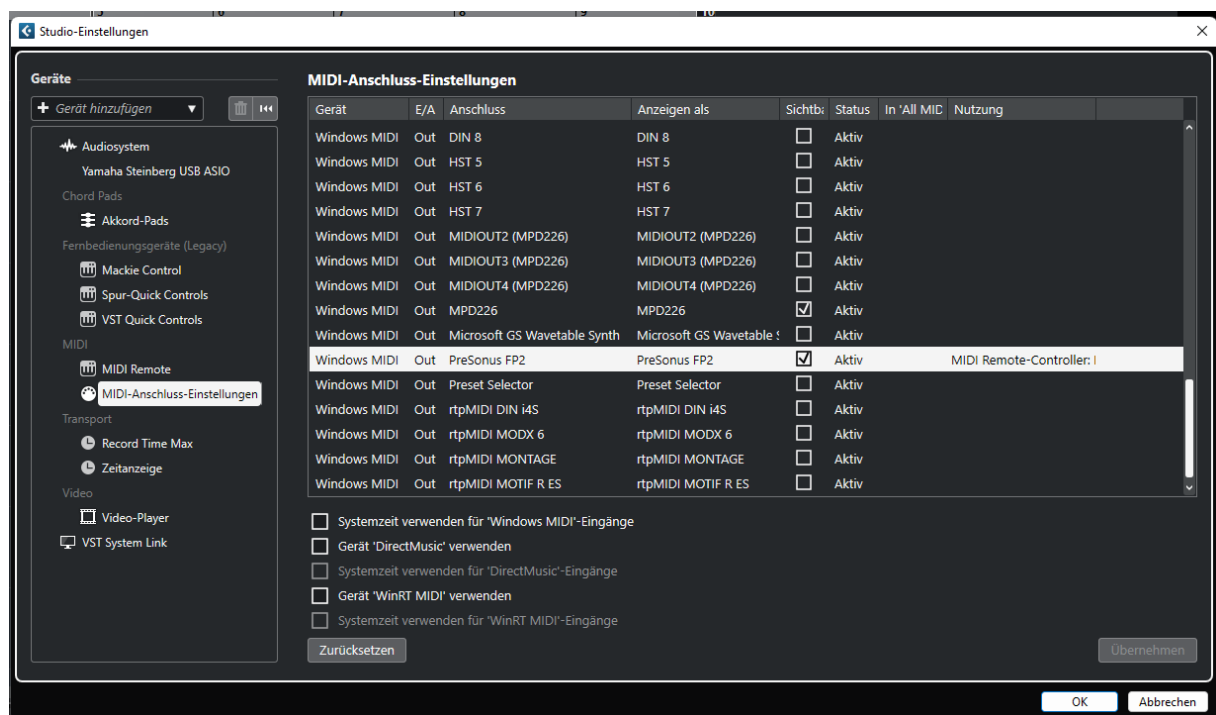 5 6 7 8 9 10
Studio-Einstellungen
Geräte
Gerät hinzufügen
Audiosystem
Yamaha Steinberg USB ASIO
Chord Pads
Akkord-Pads
Fernbedienungsgeräte (Legacy)
Mackie Control
Spur-Quick Controls
VST Quick Controls
MIDI
MIDI Remote
MIDI-Anschluss-Einstellungen
Transport
Record Time Max
Zeitanzeige
Video
Video-Player
VST System Link
MIDI-Anschluss-Einstellungen
Gerät E/A Anschluss Anzeigen als Sichtba Status In 'All MID Nutzung
Windows MIDI Out DIN 8 DIN 8 Aktiv
Windows MIDI Out HST 5 HST 5 Aktiv
Windows MIDI Out HST 6 HST 6 Aktiv
Windows MIDI Out HST 7 HST 7 Aktiv
Windows MIDI Out MIDIOUT2 (MPD226) MIDIOUT2 (MPD226) Aktiv
Windows MIDI Out MIDIOUT3 (MPD226) MIDIOUT3 (MPD226) Aktiv
Windows MIDI Out MIDIOUT4 (MPD226) MIDIOUT4 (MPD226) Aktiv
Windows MIDI Out MPD226 MPD226 Aktiv
Windows MIDI Out Microsoft GS Wavetable Synth Microsoft GS Wavetable S Aktiv
Windows MIDI Out PreSonus FP2 PreSonus FP2 Aktiv MIDI Remote-Controller:
Windows MIDI Out Preset Selector Preset Selector Aktiv
Windows MIDI Out rtpMIDI DIN i4S rtpMIDI DIN i4S Aktiv
Windows MIDI Out rtpMIDI MODX 6 rtpMIDI MODX 6 Aktiv
Windows MIDI Out rtpMIDI MONTAGE rtpMIDI MONTAGE Aktiv
Windows MIDI Out rtpMIDI MOTIF R ES rtpMIDI MOTIF R ES Aktiv
Systemzeit verwenden für 'Windows MIDI'-Eingänge
Gerät 'DirectMusic' verwenden
Systemzeit verwenden für 'DirectMusic'-Eingänge
Gerät 'WinRT MIDI' verwenden
Systemzeit verwenden für 'WinRT MIDI'-Eingänge
Zurücksetzen
Übernehmen
OK
Abbrechen